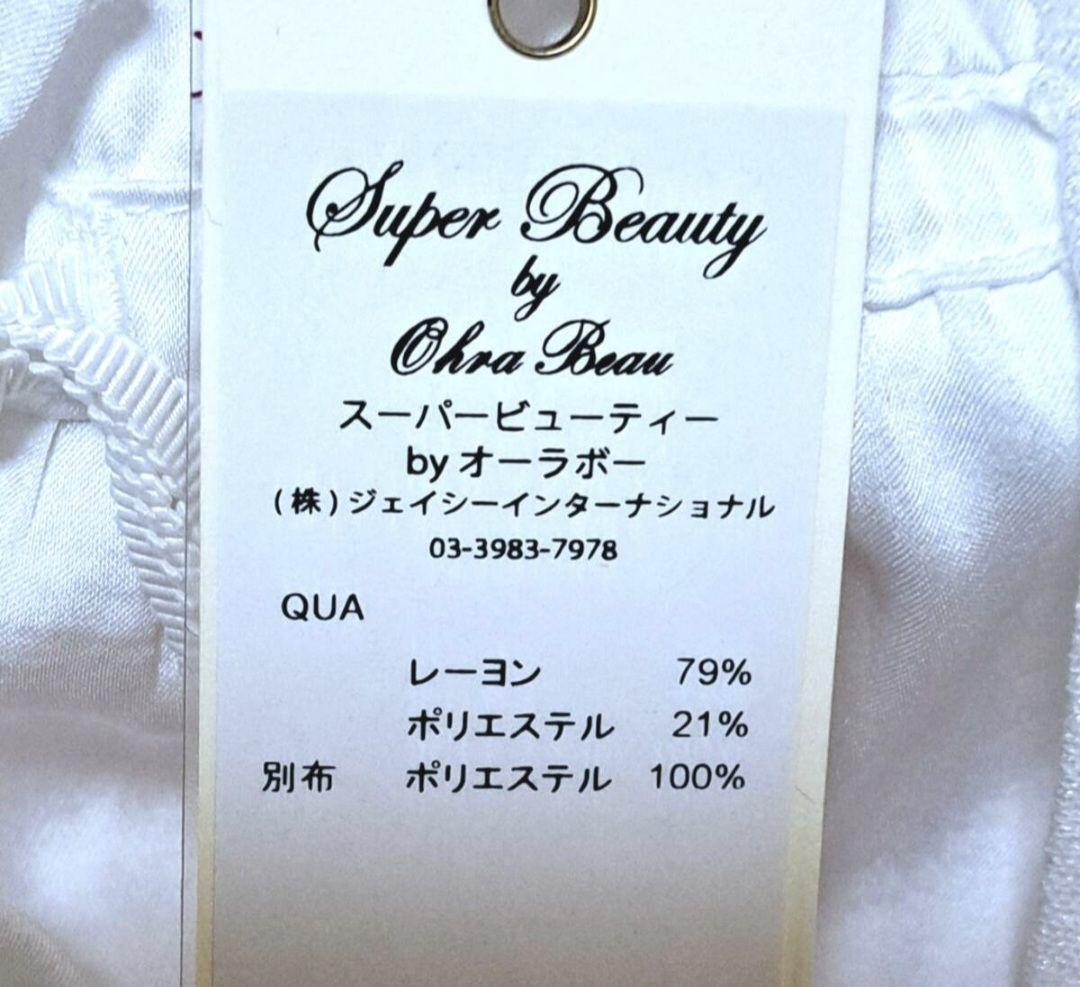 Super Beauty
by
Ohra Beau
スーパービューティー
by オーラボー
(株)ジェイシーインターナショナル
03-3983-7978
QUA
レーヨン 79%
ポリエステル 21%
別布 ポリエステル 100%